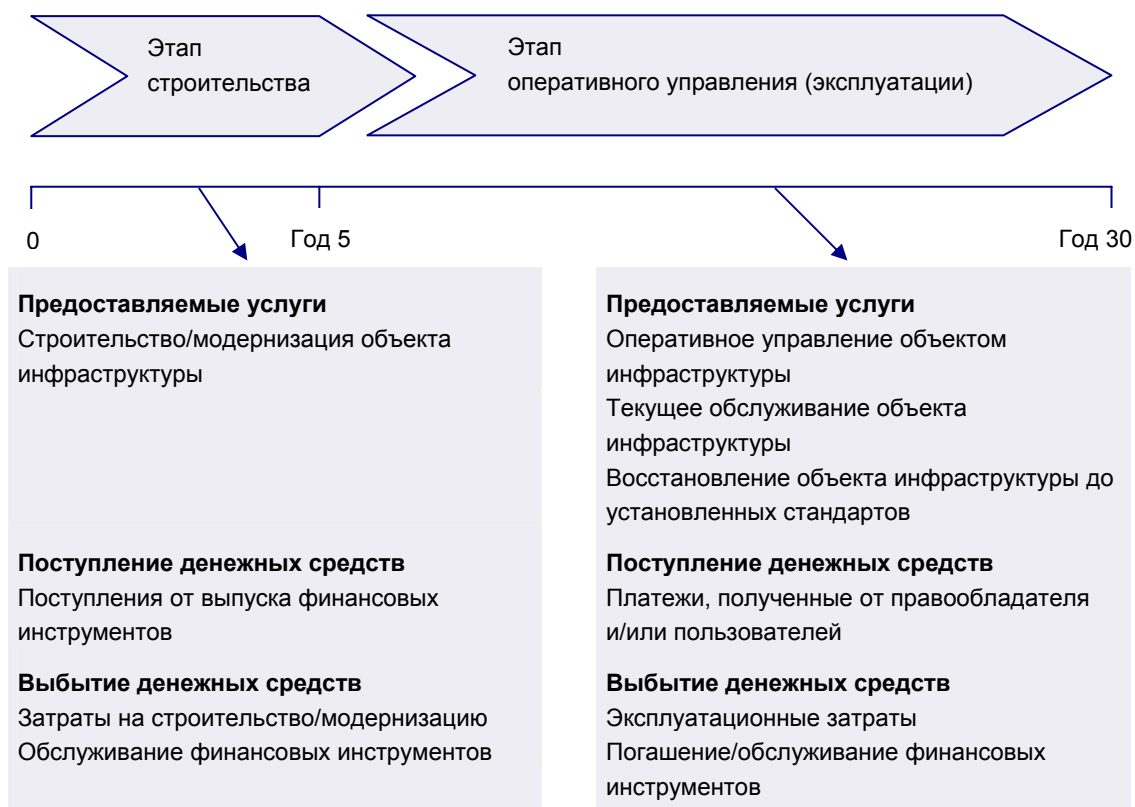 Этап
строительства
Этап
оперативного управления (эксплуатации)
0
Год 5
Год 30
Предоставляемые услуги
Строительство/модернизация объекта
инфраструктуры
Поступление денежных средств
Поступления от выпуска финансовых
инструментов
Выбытие денежных средств
Затраты на строительство/модернизацию
Обслуживание финансовых инструментов
Предоставляемые услуги
Оперативное управление объектом
инфраструктуры
Текущее обслуживание объекта
инфраструктуры
Восстановление объекта инфраструктуры до
установленных стандартов
Поступление денежных средств
Платежи, полученные от правообладателя
и/или пользователей
Выбытие денежных средств
Эксплуатационные затраты
Погашение/обслуживание финансовых
инструментов